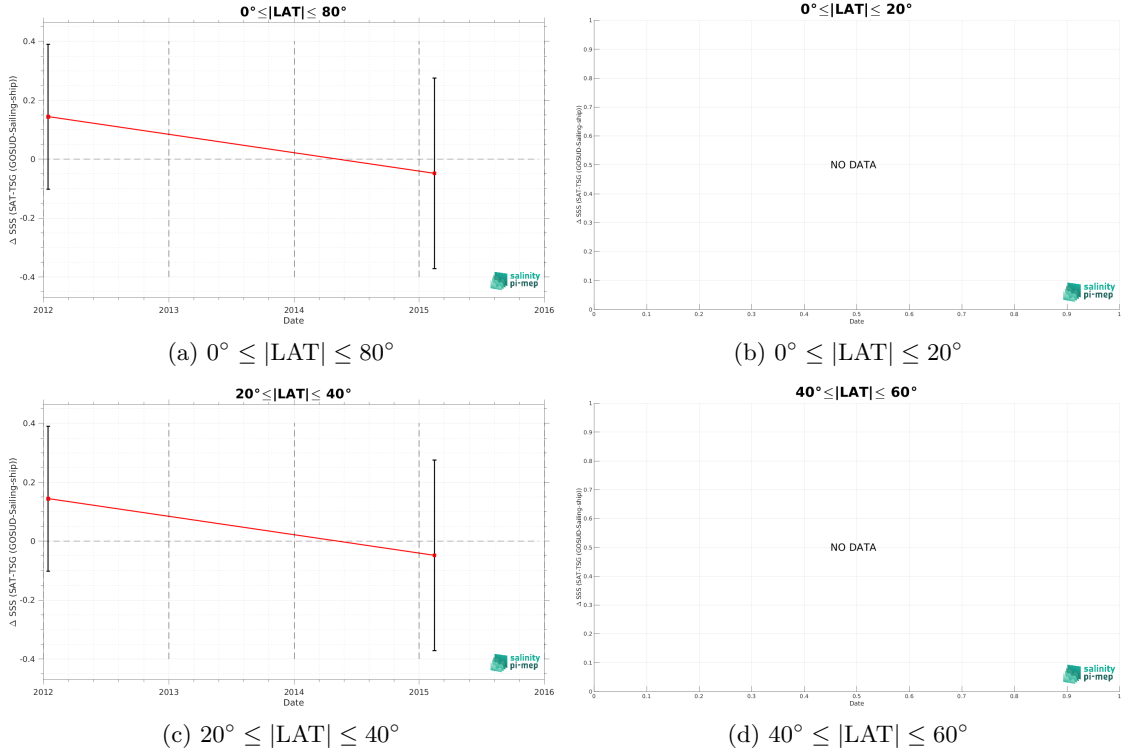 0°≤|LAT|≤ 80°
Δ SSS (SAT-TSG (GOSUD-Sailing-ship))
0.4
0.2
0
-0.2
-0.4
2012 2013 2014 2015 2016
Date
salinity
pi-mep
(a) 0° ≤ |LAT| ≤ 80°
0°≤|LAT|≤ 20°
Δ SSS (SAT-TSG (GOSUD-Sailing-ship))
1
0.9
0.8
0.7
0.6
0.5
0.4
0.3
0.2
0.1
0
NO DATA
0 0.1 0.2 0.3 0.4 0.5 0.6 0.7 0.8 0.9 1
Date
salinity
pi-mep
(b) 0° ≤ |LAT| ≤ 20°
20°≤|LAT|≤ 40°
Δ SSS (SAT-TSG (GOSUD-Sailing-ship))
0.4
0.2
0
-0.2
-0.4
2012 2013 2014 2015 2016
Date
salinity
pi-mep
(c) 20° ≤ |LAT| ≤ 40°
40°≤|LAT|≤ 60°
Δ SSS (SAT-TSG (GOSUD-Sailing-ship))
1
0.9
0.8
0.7
0.6
0.5
0.4
0.3
0.2
0.1
0
NO DATA
0 0.1 0.2 0.3 0.4 0.5 0.6 0.7 0.8 0.9 1
Date
salinity
pi-mep
(d) 40° ≤ |LAT| ≤ 60°